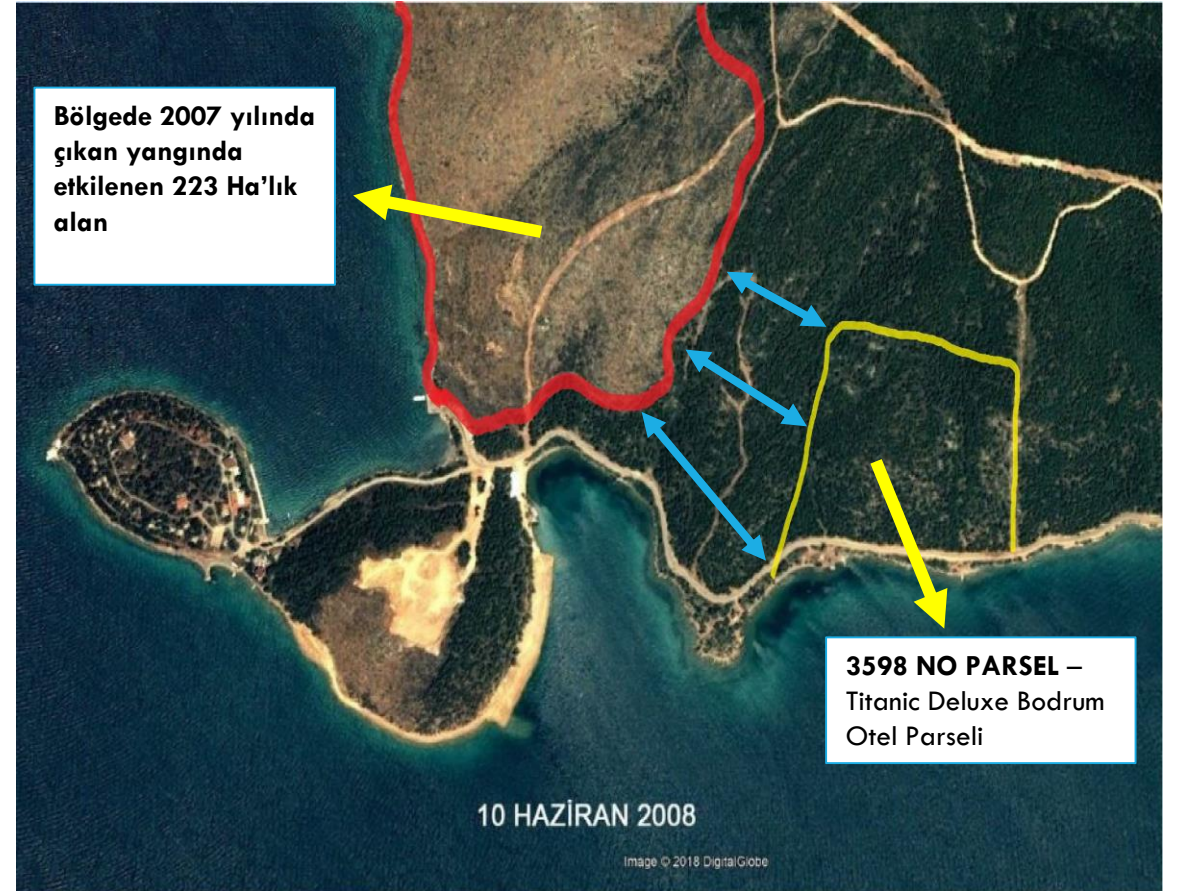 Bölgede 2007 yılında
çıkan yangında
etkilenen 223 Ha’lık
alan
3598 NO PARSEL –
Titanic Deluxe Bodrum
Otel Parseli
10 HAZİRAN 2008
Image © 2018 DigitalGlobe